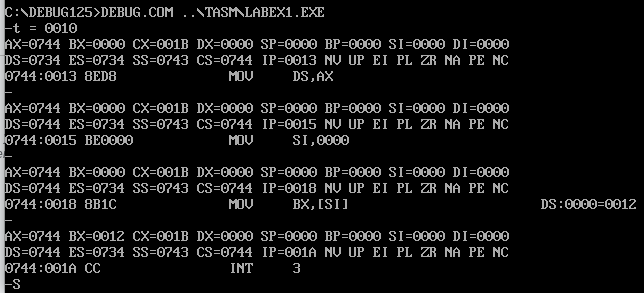 C:\DEBUG125>DEBUG.COM ..\TASM\LABEX1.EXE
-t = 0010
AX=0744 BX=0000 CX=001B DX=0000 SP=0000 BP=0000 SI=0000 DI=0000
DS=0734 ES=0734 SS=0743 CS=0744 IP=0013 NV UP EI PL ZR NA PE NC
0744:0013 8ED8 MOV DS,AX
-
AX=0744 BX=0000 CX=001B DX=0000 SP=0000 BP=0000 SI=0000 DI=0000
DS=0744 ES=0734 SS=0743 CS=0744 IP=0015 NV UP EI PL ZR NA PE NC
0744:0015 BE0000 MOV SI,0000
-
AX=0744 BX=0000 CX=001B DX=0000 SP=0000 BP=0000 SI=0000 DI=0000
DS=0744 ES=0734 SS=0743 CS=0744 IP=0018 NV UP EI PL ZR NA PE NC
0744:0018 8B1C MOV BX,[SI] DS:0000=0012
-
AX=0744 BX=0012 CX=001B DX=0000 SP=0000 BP=0000 SI=0000 DI=0000
DS=0744 ES=0734 SS=0743 CS=0744 IP=001A NV UP EI PL ZR NA PE NC
0744:001A CC INT 3
-S